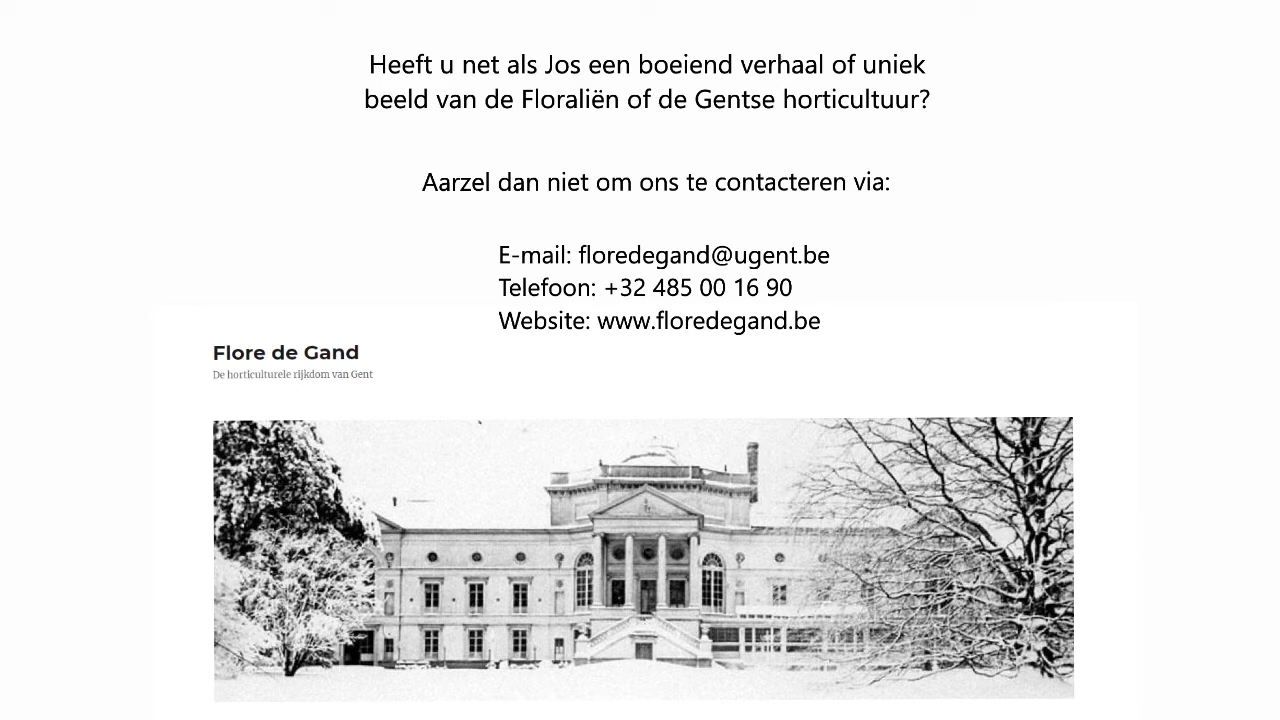 Heeft u net als Jos een boeiend verhaal of uniek
beeld van de Floraliën of de Gentse horticultuur?
Aarzel dan niet om ons te contacteren via:
E-mail: floredegand@ugent.be
Telefoon: +32 485 00 16 90
Website: www.floredegand.be
Flore de Gand
De horticulturele rijkdom van Gent